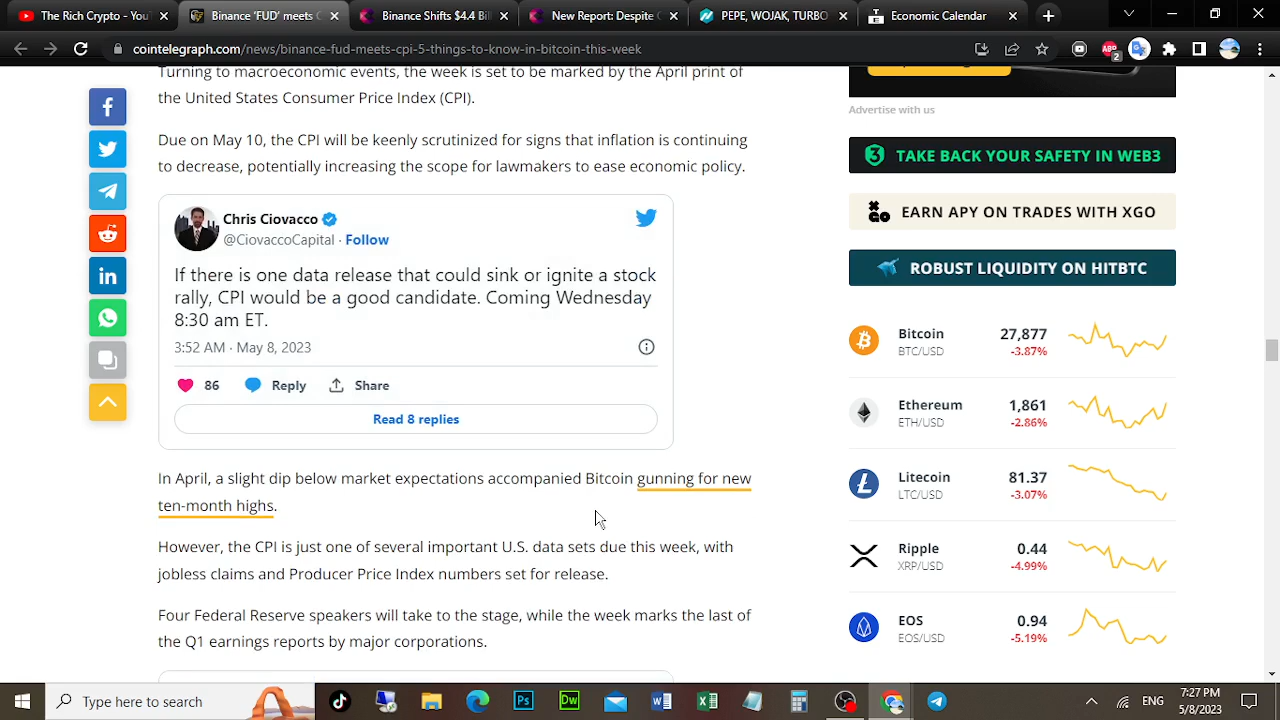 The Rich Crypto - You
Binance 'FUD' meets C
Binance Shifts $4 Bill
New Report: Despite C
PEPE, WOJAK, TURBO
cointelegraph.com/news/binance-fud-meets-cpi-5-things-to-know-in-bitcoin-this-week
ABP
2
Turning to macroeconomic events, the week is set to be marked by the April print of
the United States Consumer Price Index (CPI).
Due on May 10, the CPI will be keenly scrutinized for signs that inflation is continuing
to decrease, potentially increasing the scope for lawmakers to ease economic policy.
Chris Ciovacco
@CiovaccoCapital · Follow
If there is one data release that could sink or ignite a stock
rally, CPI would be a good candidate. Coming Wednesday
8:30 am ET.
3:52 AM · May 8, 2023
86 Reply Share
Read 8 replies
In April, a slight dip below market expectations accompanied Bitcoin gunning for new
ten-month highs.
However, the CPI is just one of several important U.S. data sets due this week, with
jobless claims and Producer Price Index numbers set for release.
Four Federal Reserve speakers will take to the stage, while the week marks the last of
the Q1 earnings reports by major corporations.
Advertise with us
TAKE BACK YOUR SAFETY IN WEB3
EARN APY ON TRADES WITH XGO
ROBUST LIQUIDITY ON HITBTC
Bitcoin 27,877
BTC/USD -3.87%
Ethereum 1,861
ETH/USD -2.86%
Litecoin 81.37
LTC/USD -3.07%
Ripple 0.44
XRP/USD -4.99%
EOS 0.94
EOS/USD -5.19%
Type here to search
Ps
Dw
7:27 PM
5/8/2023